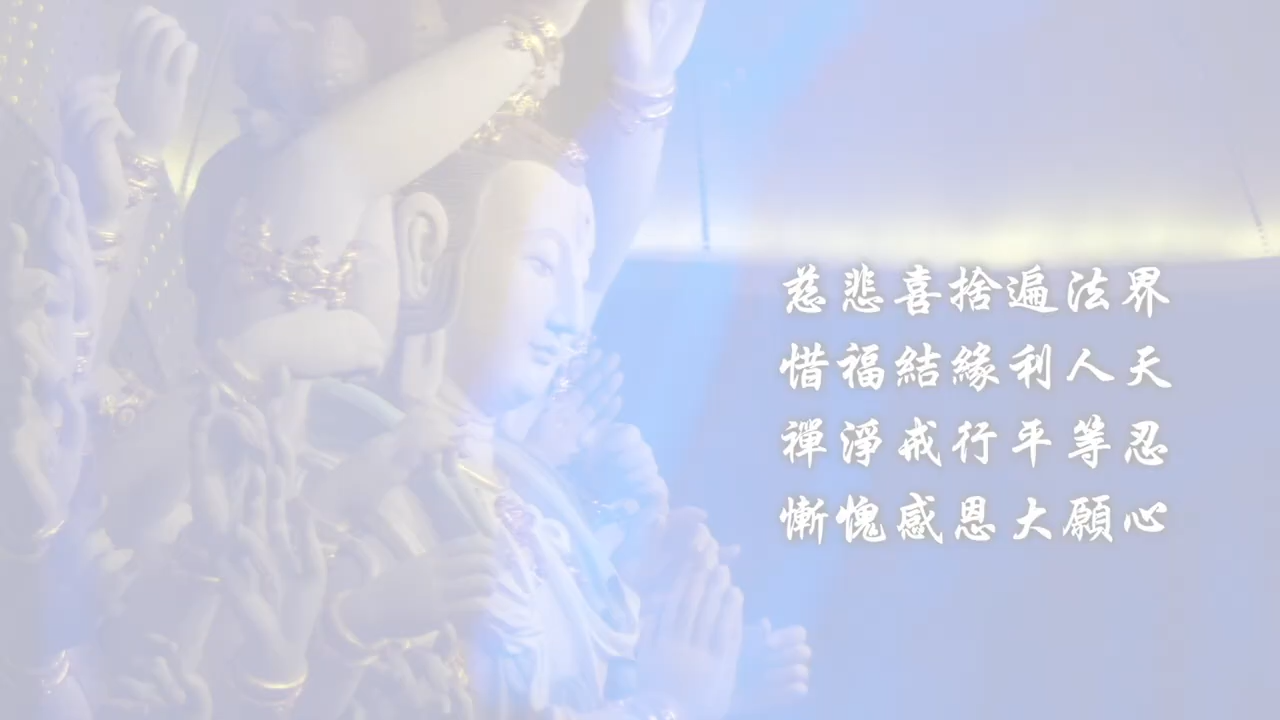 慈悲喜捨遍法界
惜福結緣利人天
禪淨戒行平等忍
慚愧感恩大願心